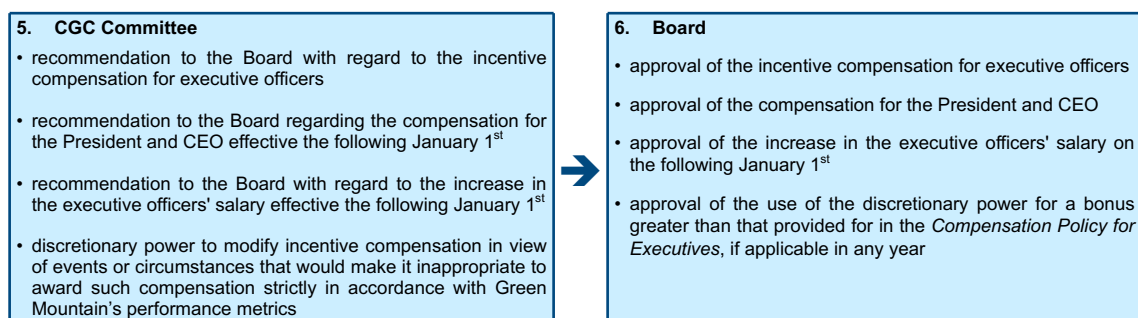 5. CGC Committee
• recommendation to the Board with regard to the incentive
compensation for executive officers
• recommendation to the Board regarding the compensation for
the President and CEO effective the following January 1st
• recommendation to the Board with regard to the increase in
the executive officers' salary effective the following January 1st
• discretionary power to modify incentive compensation in view
of events or circumstances that would make it inappropriate to
award such compensation strictly in accordance with Green
Mountain's performance metrics
6. Board
• approval of the incentive compensation for executive officers
• approval of the compensation for the President and CEO
• approval of the increase in the executive officers' salary on
the following January 1st
• approval of the use of the discretionary power for a bonus
greater than that provided for in the Compensation Policy for
Executives, if applicable in any year